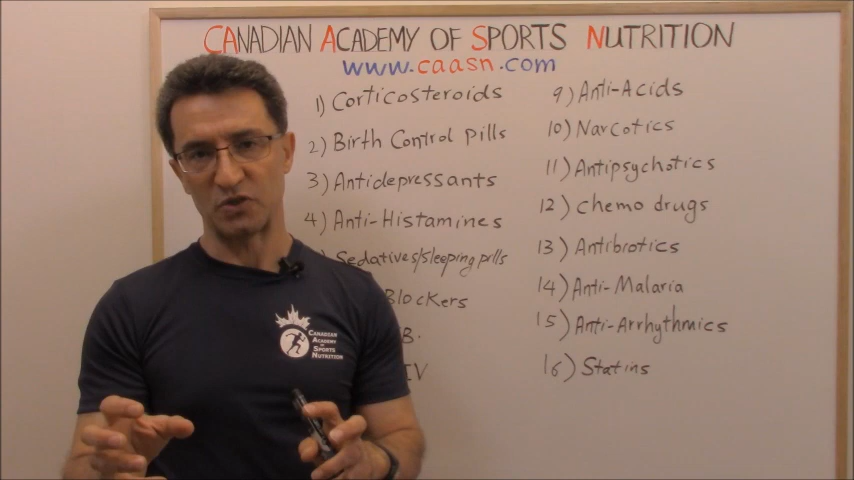 CANADIAN ACADEMY OF SPORTS NUTRITION
www.caasn.com
1) Corticosteroids
2) Birth Control pills
3) Antidepressants
4) Anti-Histamines
) Sedatives/sleeping pills
Blockers
B.
IV
9) Anti-Acids
10) Narcotics
11) Antipsychotics
12) chemo drugs
13) Antibiotics
14) Anti-Malaria
15) Anti-Arrhythmics
16) Statins
CANADIAN
ACADEMY
OF
SPORTS
NUTRITION